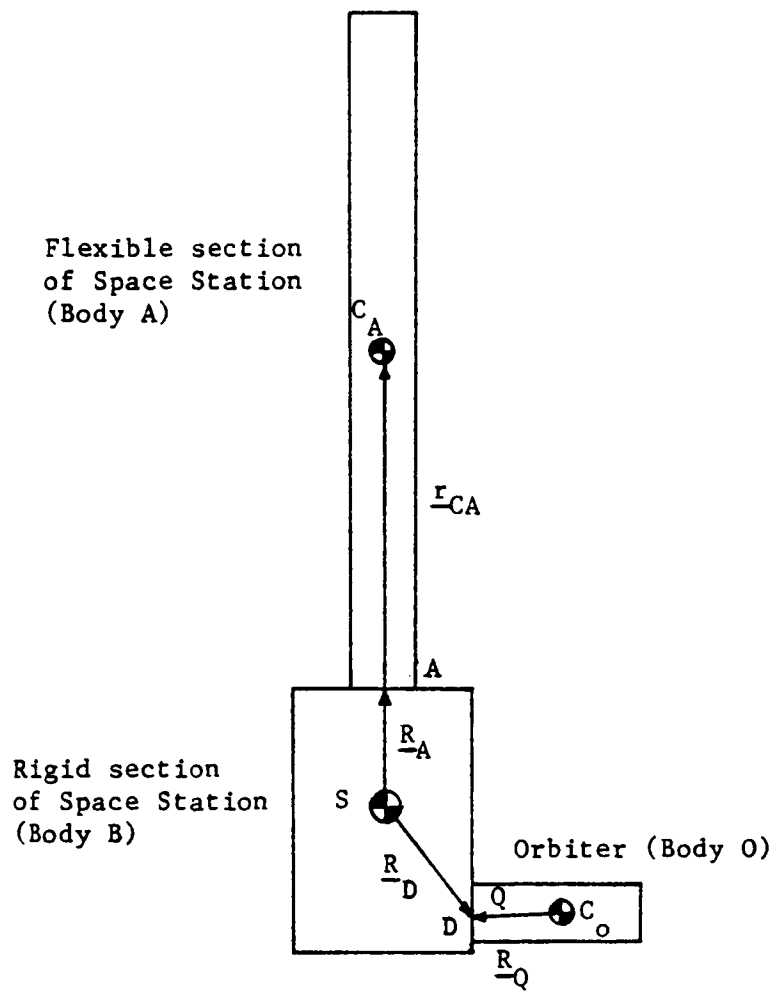 Flexible section
of Space Station
(Body A)
C_A
r_CA
A
R_A
Rigid section
of Space Station
(Body B)
S
Orbiter (Body O)
R_D
Q
D
C_o
R_Q